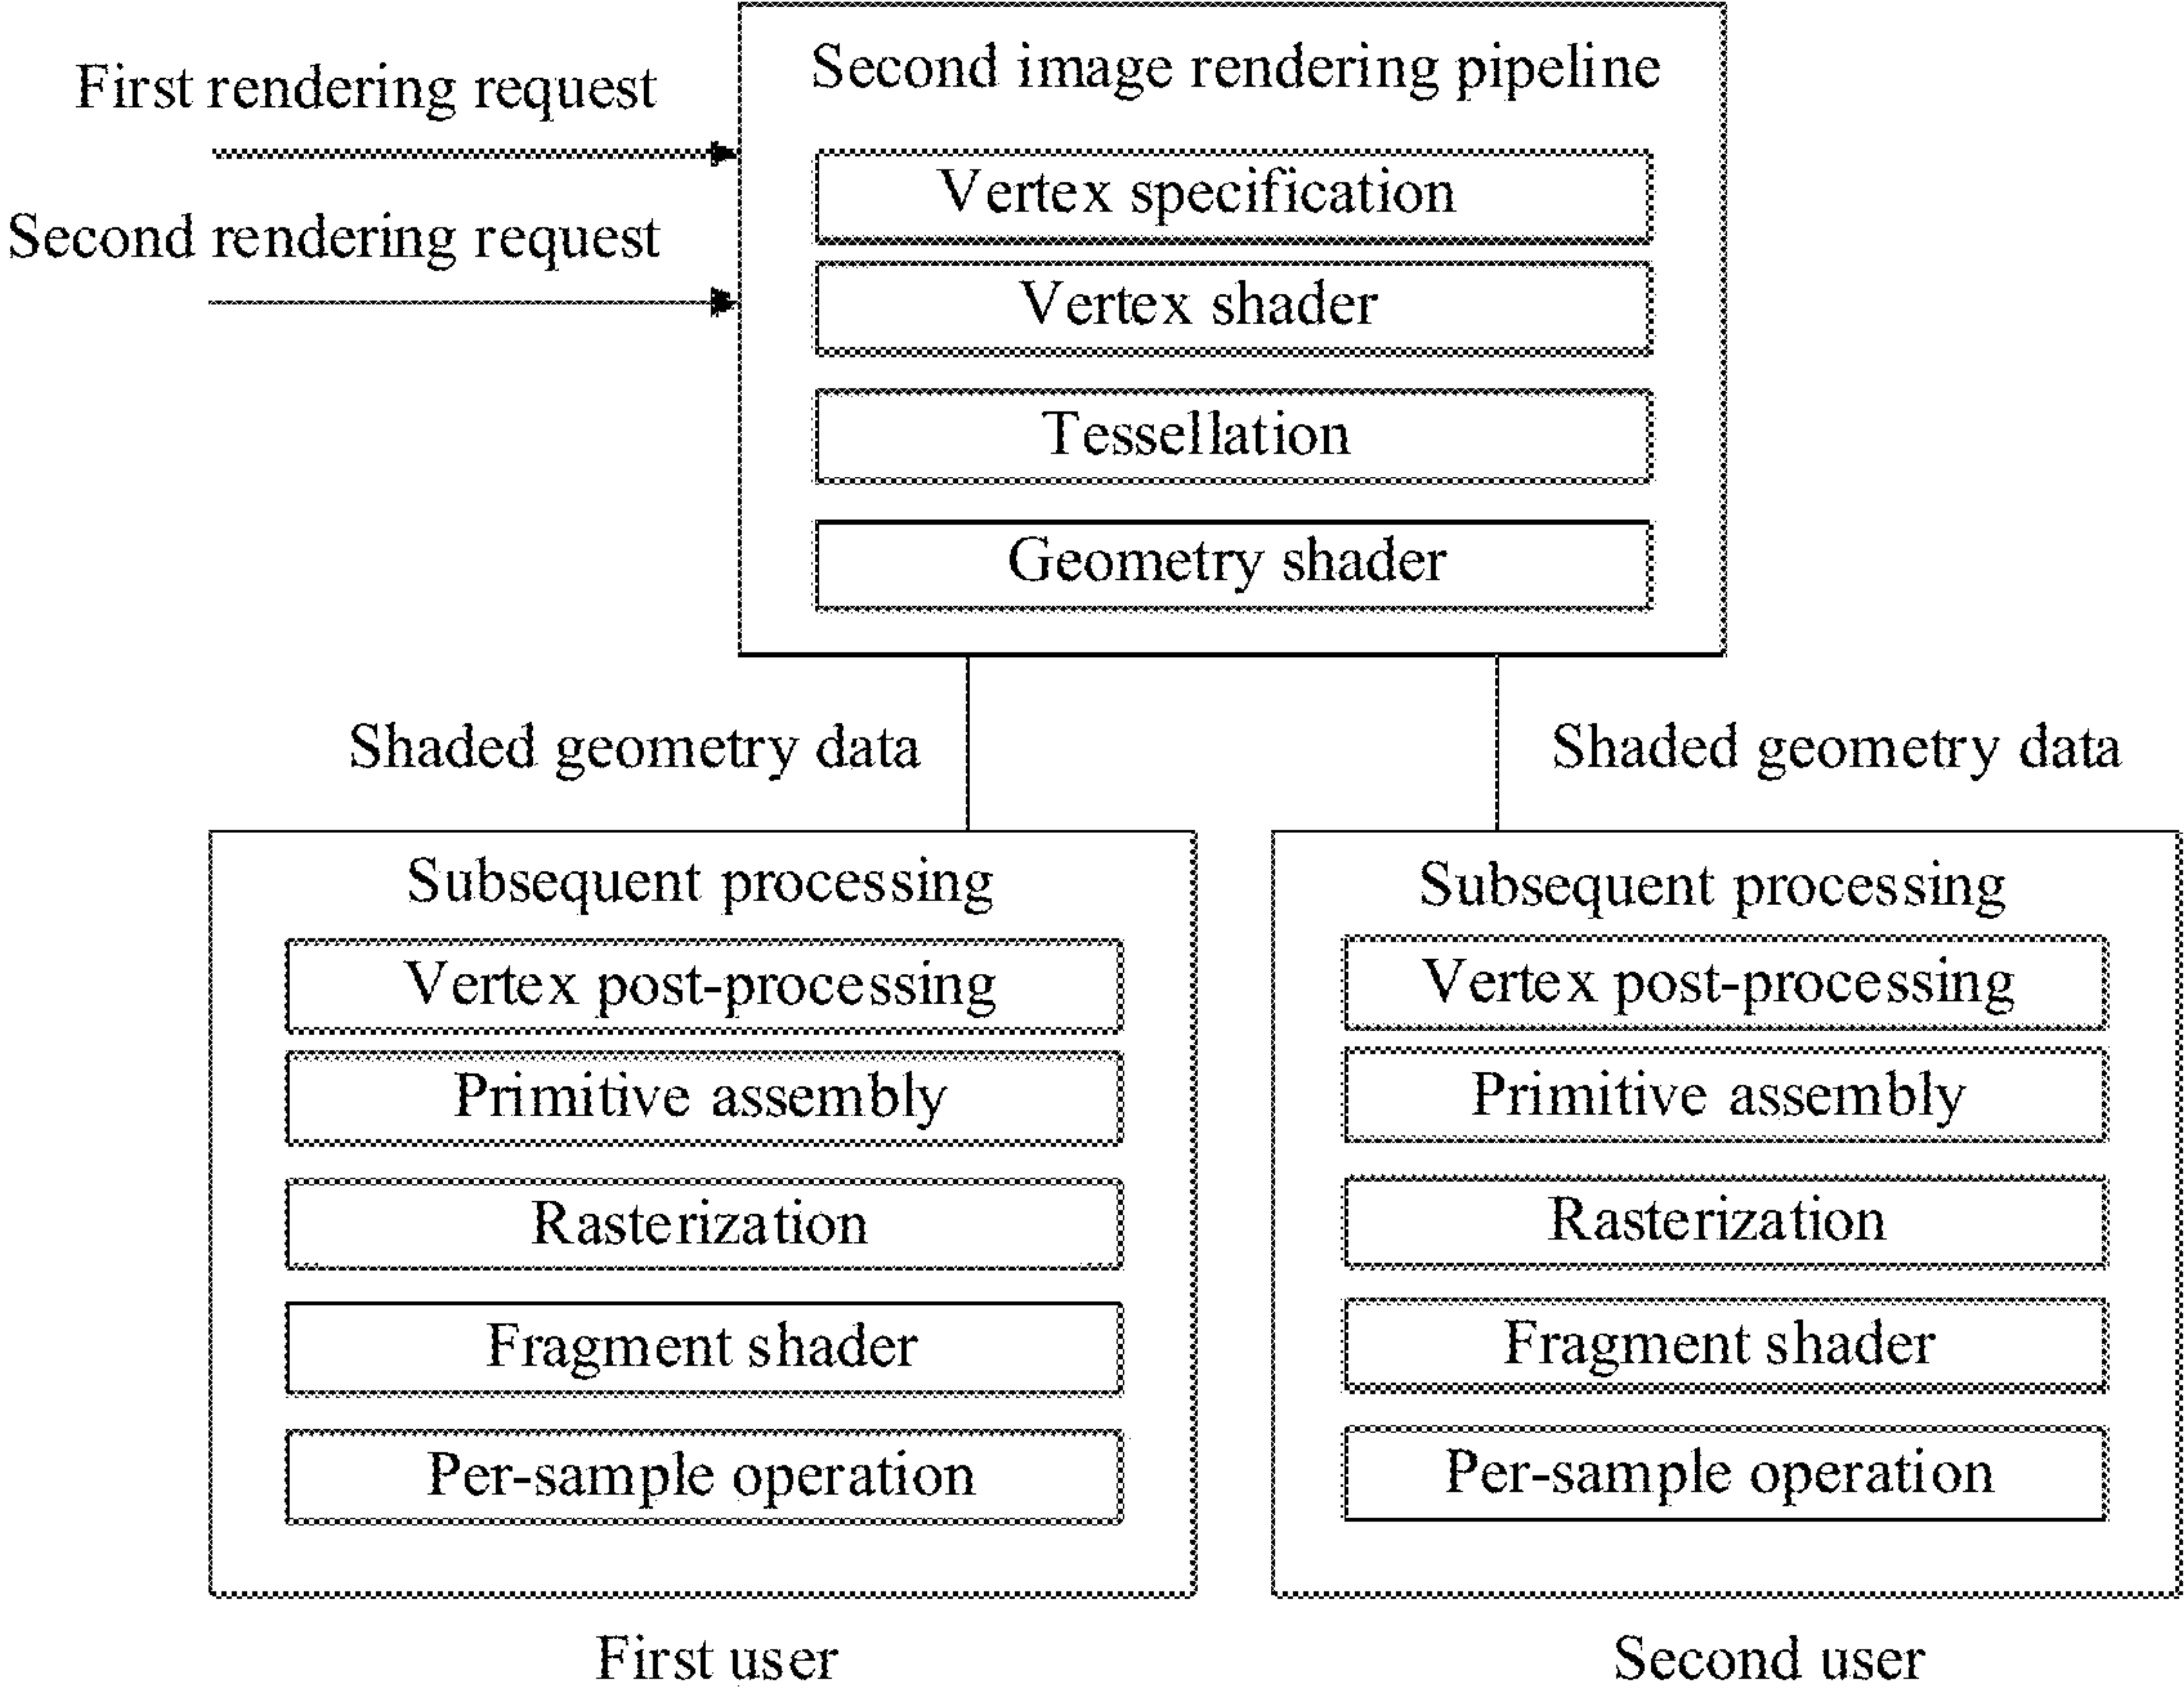 First rendering request
Second rendering request
Second image rendering pipeline
Vertex specification
Vertex shader
Tessellation
Geometry shader
Shaded geometry data
Shaded geometry data
Subsequent processing
Vertex post-processing
Primitive assembly
Rasterization
Fragment shader
Per-sample operation
First user
Subsequent processing
Vertex post-processing
Primitive assembly
Rasterization
Fragment shader
Per-sample operation
Second user